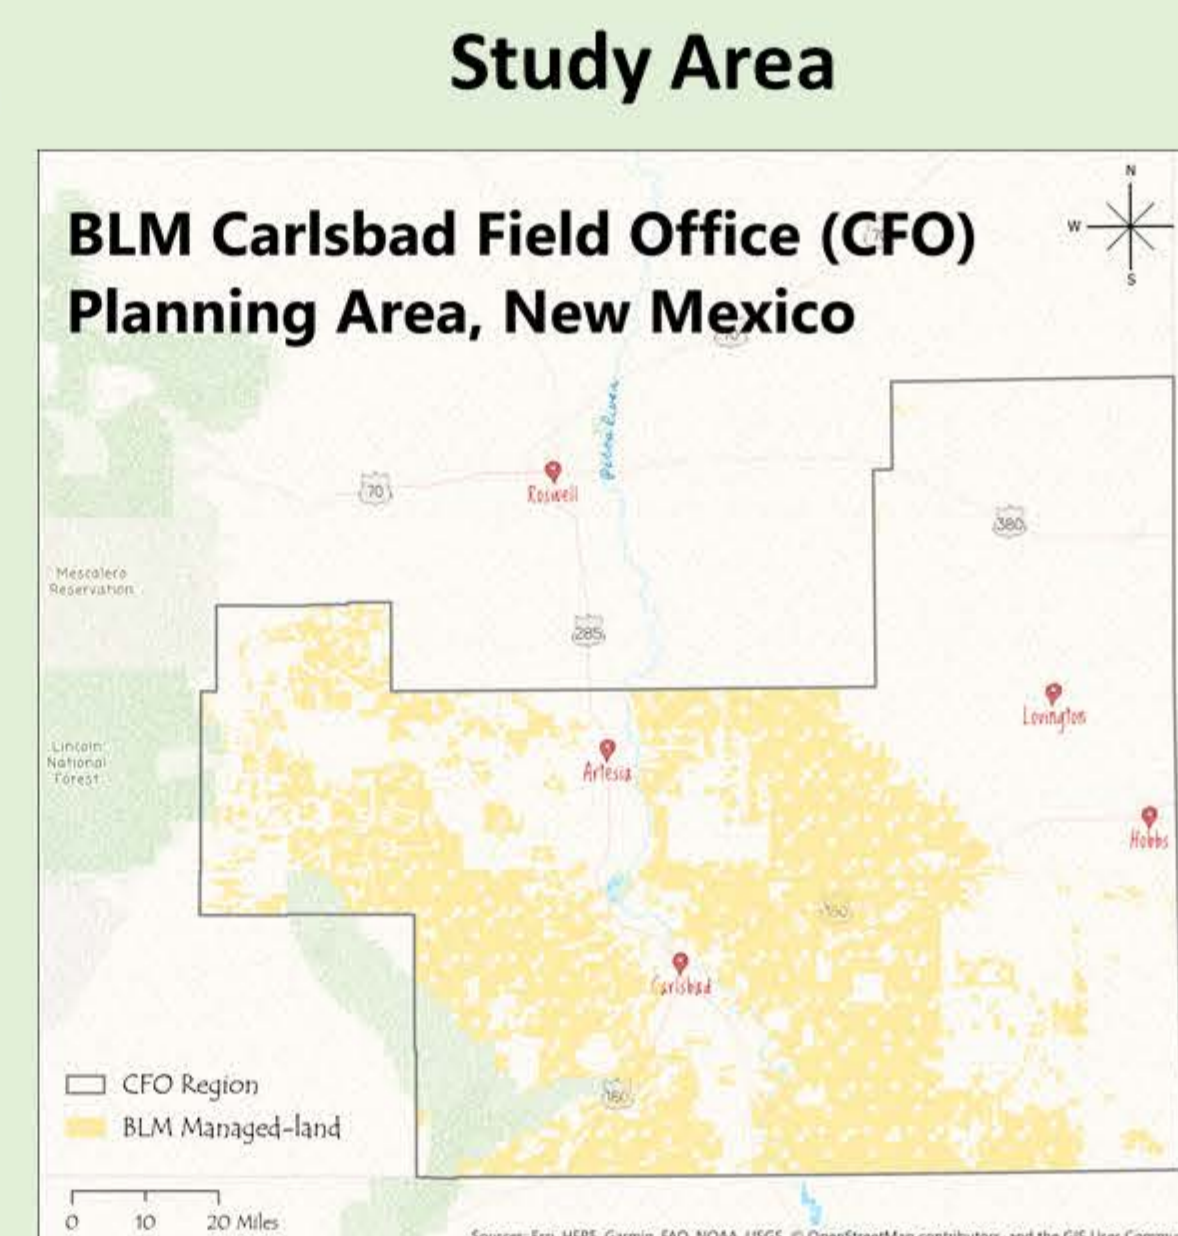 Study Area
BLM Carlsbad Field Office (CFO)
Planning Area, New Mexico
N
W
S
70
Pecos River
Roswell
70
380
Mescalero
Reservation
285
Lovington
Lincoln
National
Forest
Artesia
Hobbs
Carlsbad
CFO Region
BLM Managed-land
0 10 20 Miles